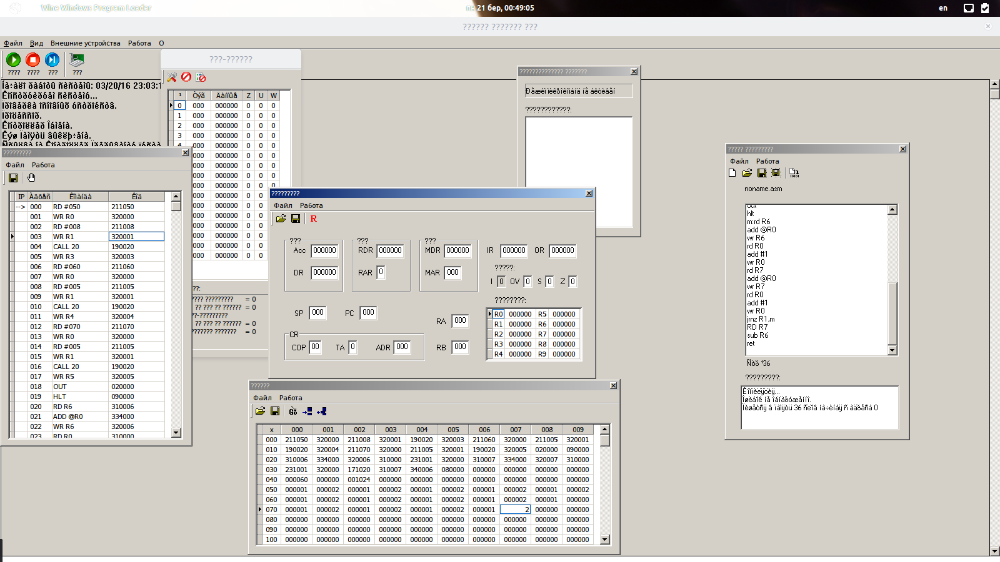 Wine Windows Program Loader
пн 21 бер, 00:49:05
en
?????? ??????? ???
Файл Вид Внешние устройства Работа О
???? ???? ??? ???
Íà÷àëî ðàáîòû ñèñòåìû: 03/20/16 23:03:1
Êîíñòðóèðóåì ñèñòåìó...
Ïðîâåðêà îñíîâíûõ óñòðîéñòâ.
Ïðîöåññîð.
Êîíòðîëëåð Îáìåíà.
Êýø Ïàìÿòü âûêëþ÷åíà.
???-??????
¹ Òýã Äàííûå Z U W
0 000 000000 0 0 0
1 000 000000 0 0 0
2 000 000000 0 0 0
3 000 000000 0 0 0
4 000 000000 0 0 0
000 000000 0 0 0
000 000000 0 0 0
000 000000 0 0 0
000 000000 0 0 0
000 000000 0 0 0
000 000000 0 0 0
000 000000 0 0 0
000 000000 0 0 0
000 000000 0 0 0
000 000000 0 0 0
000 000000 0 0 0
??:
???? ????????? = 0
?? ??? ?? ?????? = 0
??-?????????
?? ??? ?? ?????? = 0
??????? ??????? = 0
?????????
Файл Работа
IP Àäðåñ Êîìàíäà Êîä
--> 000 RD #050 211050
001 WR R0 320000
002 RD #008 211008
003 WR R1 320001
004 CALL 20 190020
005 WR R3 320003
006 RD #060 211060
007 WR R0 320000
008 RD #005 211005
009 WR R1 320001
010 CALL 20 190020
011 WR R4 320004
012 RD #070 211070
013 WR R0 320000
014 RD #005 211005
015 WR R1 320001
016 CALL 20 190020
017 WR R5 320005
018 OUT 020000
019 HLT 090000
020 RD R6 310006
021 ADD @R0 334000
022 WR R6 320006
023 RD R0 310000
?????????
Файл Работа
R
??? ??? ???
Acc 000000 RDR 000000 MDR 000000 IR 000000 OR 000000
DR 000000 RAR 0 MAR 000
?????:
I 0 OV 0 S 0 Z 0
????????:
SP 000 PC 000 RA 000
CR
COP 00 TA 0 ADR 000 RB 000
R0 000000 R5 000000
R1 000000 R6 000000
R2 000000 R7 000000
R3 000000 R8 000000
R4 000000 R9 000000
??????
Файл Работа
Go
x 000 001 002 003 004 005 006 007 008 009
000 211050 320000 211008 320001 190020 320003 211060 320000 211005 320001
010 190020 320004 211070 320000 211005 320001 190020 320005 020000 090000
020 310006 334000 320006 310000 231001 320000 310007 334000 320007 310000
030 231001 320000 171020 310007 340006 080000 000000 000000 000000 000000
040 000060 000000 001024 000000 000000 000000 000000 000000 000000 000000
050 000001 000002 000001 000002 000001 000002 000001 000002 000001 000002
060 000001 000002 000001 000002 000001 000002 000001 000002 000001 000000
070 000001 000002 000001 000002 000001 000002 000001 2 000000 000000
080 000000 000000 000000 000000 000000 000000 000000 000000 000000 000000
090 000000 000000 000000 000000 000000 000000 000000 000000 000000 000000
100 000000 000000 000000 000000 000000 000000 000000 000000 000000 000000
?????????????? ???????
Ðåæèì ìèêðîêîìàíä íå àêòèâåí
????????????:
????? ?????????
Файл Работа
noname.asm
out
hlt
m:rd R6
add @R0
wr R6
rd R0
add #1
wr R0
rd R7
add @R0
wr R7
rd R0
add #1
wr R0
jrnz R1,m
RD R7
sub R6
ret
Ñòð ¹36
?????????:
Êîìïèëÿöèÿ...
Îøèáîê íå îáíàðóæåíî.
Ïèøåòñÿ â ïàìÿòü 36 ñëîâ íà÷èíàÿ ñ àäðåñà 0